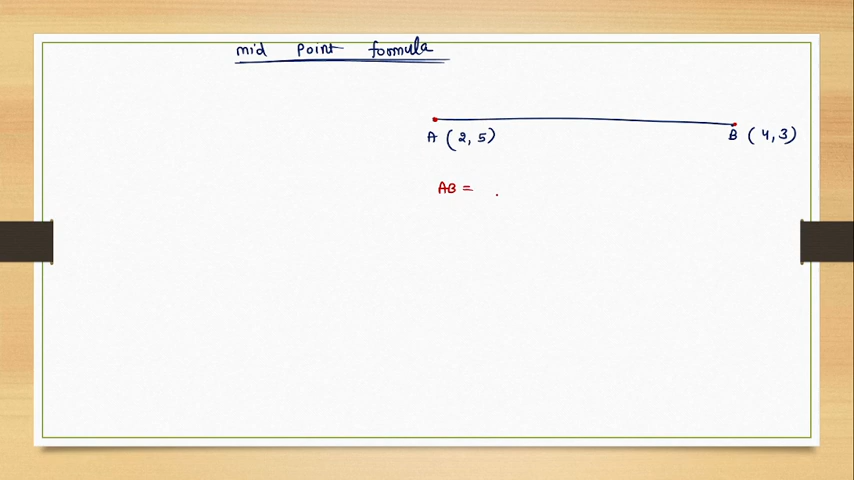 mid point formula
A (2, 5) B (4, 3)
AB =